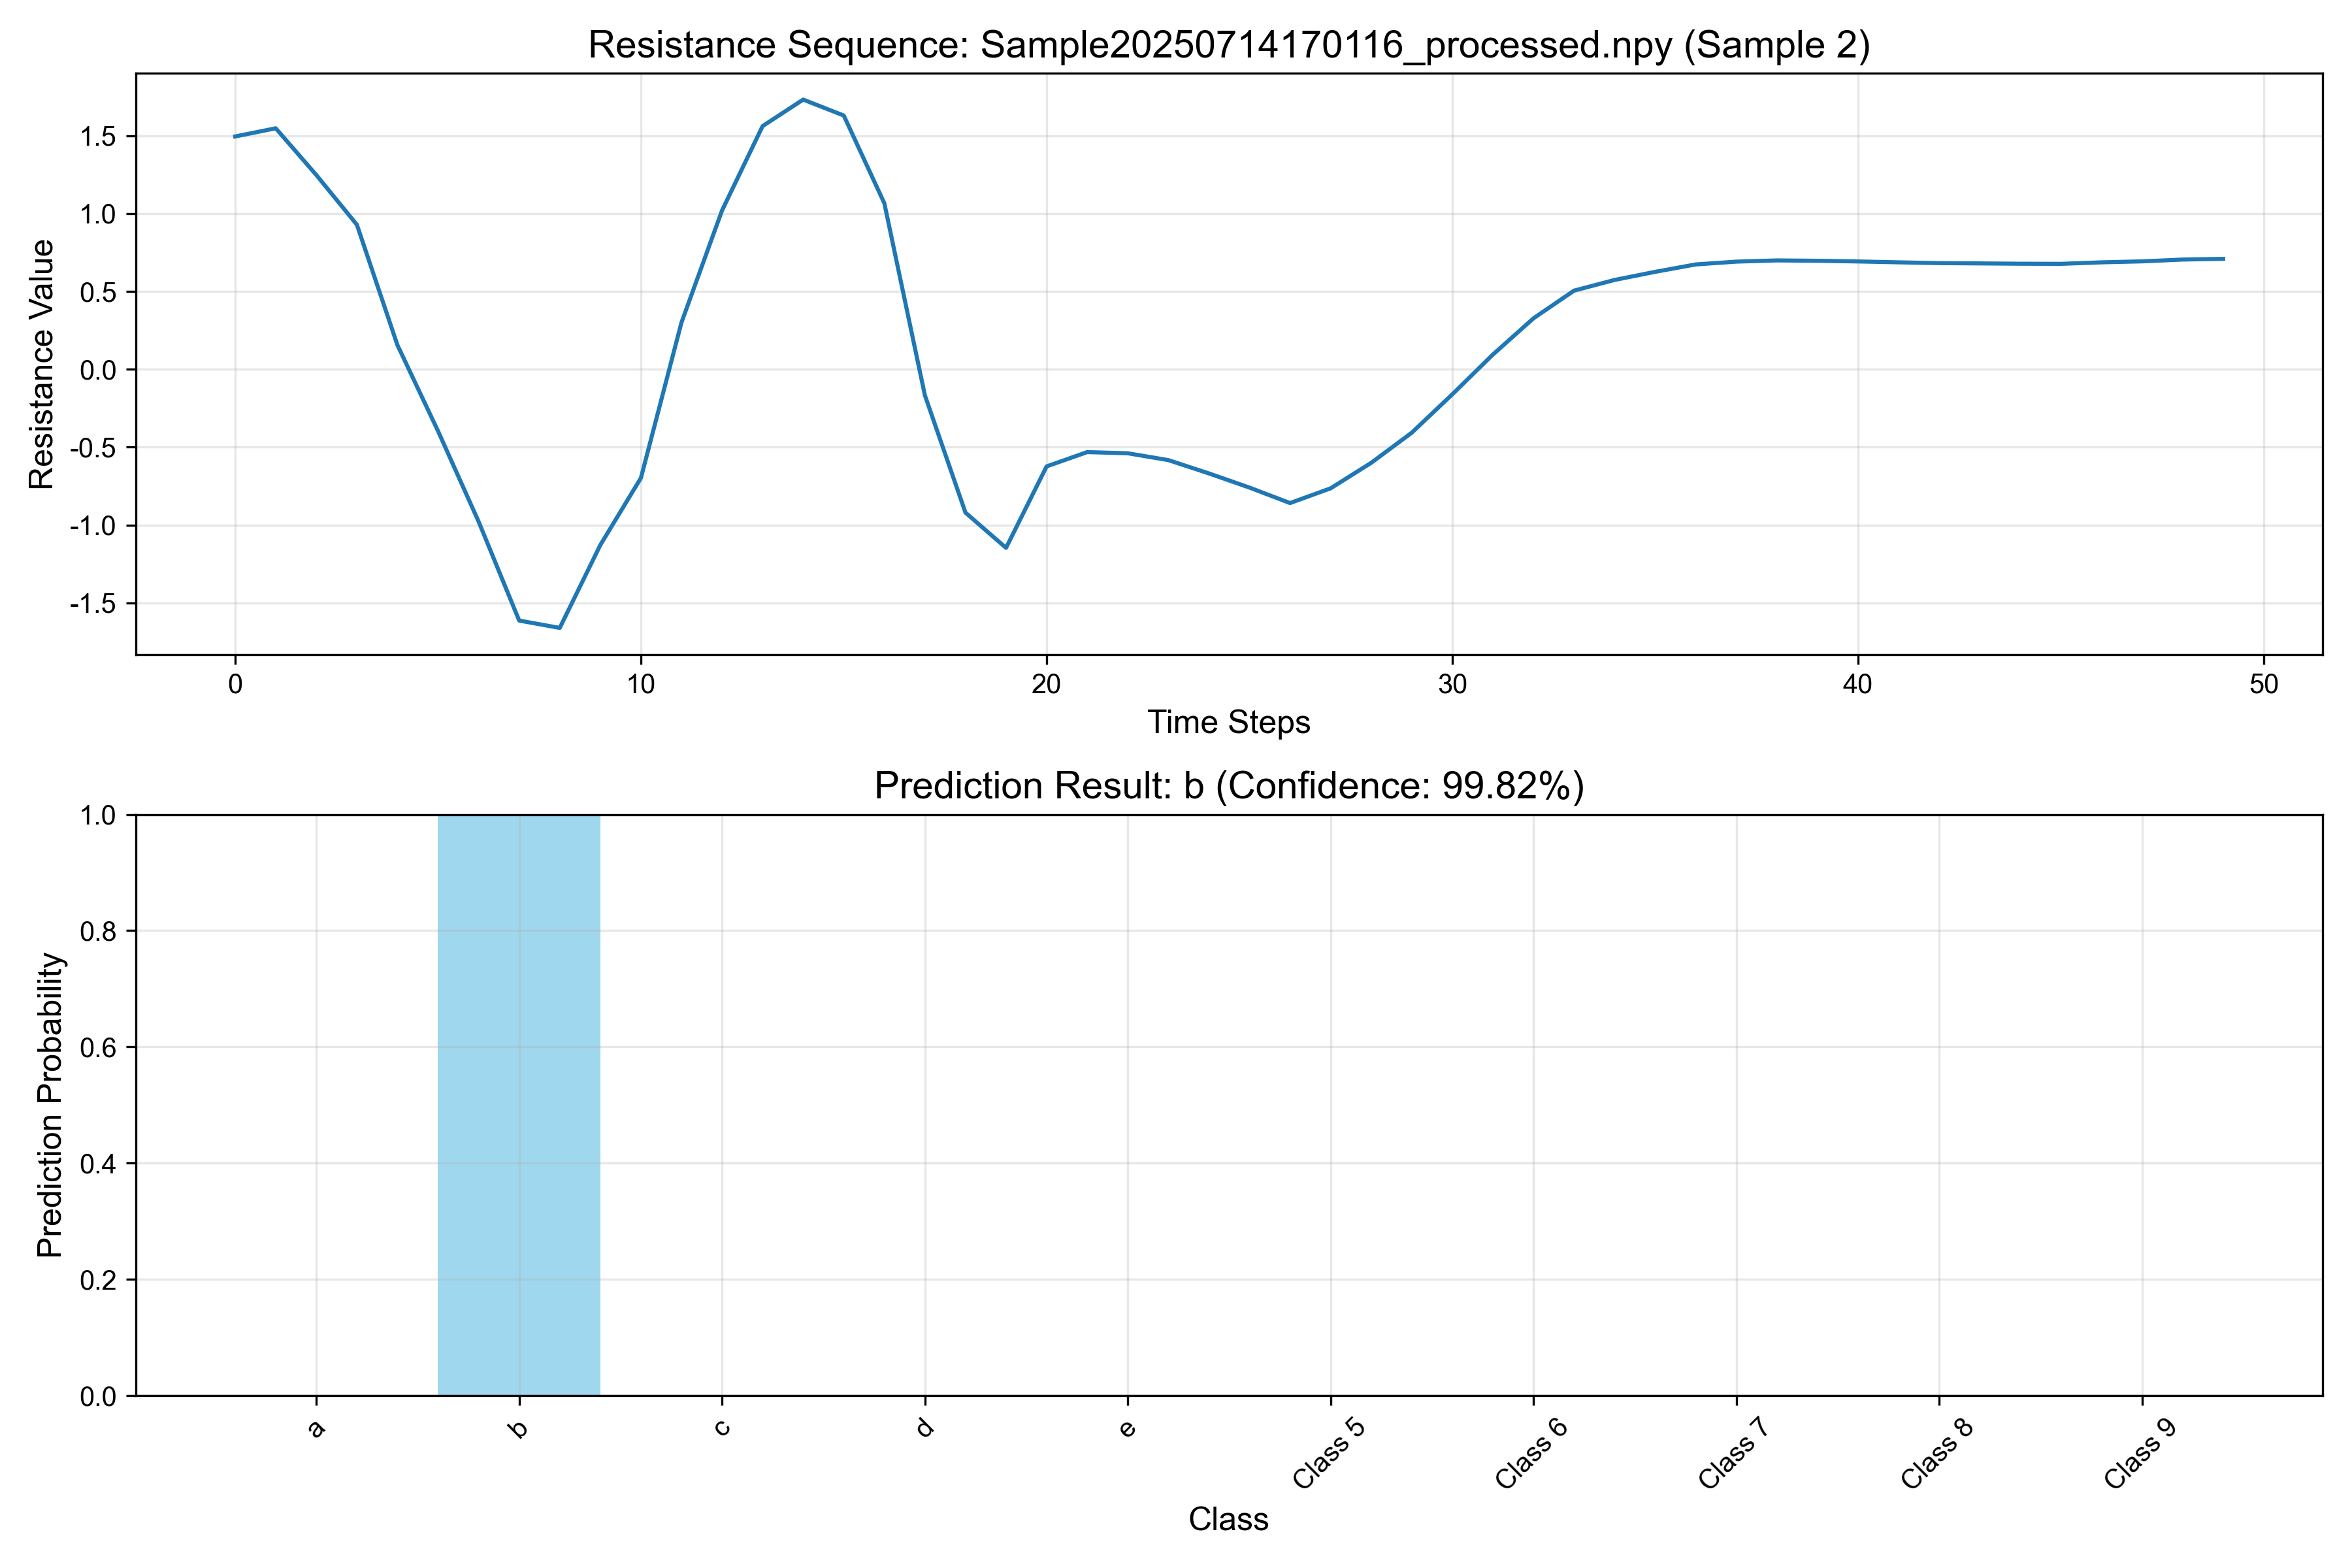 Resistance Sequence: Sample20250714170116_processed.npy (Sample 2)
Resistance Value
1.5
1.0
0.5
0.0
-0.5
-1.0
-1.5
0 10 20 30 40 50
Time Steps
Prediction Result: b (Confidence: 99.82%)
Prediction Probability
1.0
0.8
0.6
0.4
0.2
0.0
a b c d e Class 5 Class 6 Class 7 Class 8 Class 9
Class